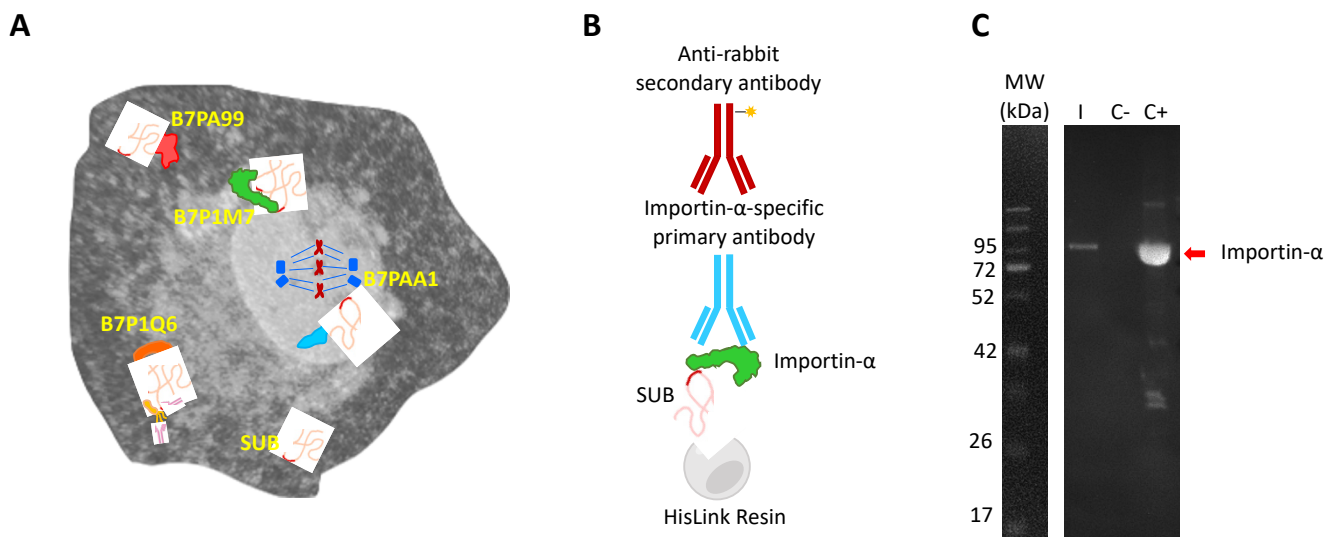 A
B7PA99
B7P1M7
B7PAA1
B7P1Q6
SUB
B
Anti-rabbit
secondary antibody
Importin-α-specific
primary antibody
Importin-α
SUB
HisLink Resin
C
MW
(kDa)
I C- C+
95
72
52
42
26
17
Importin-α